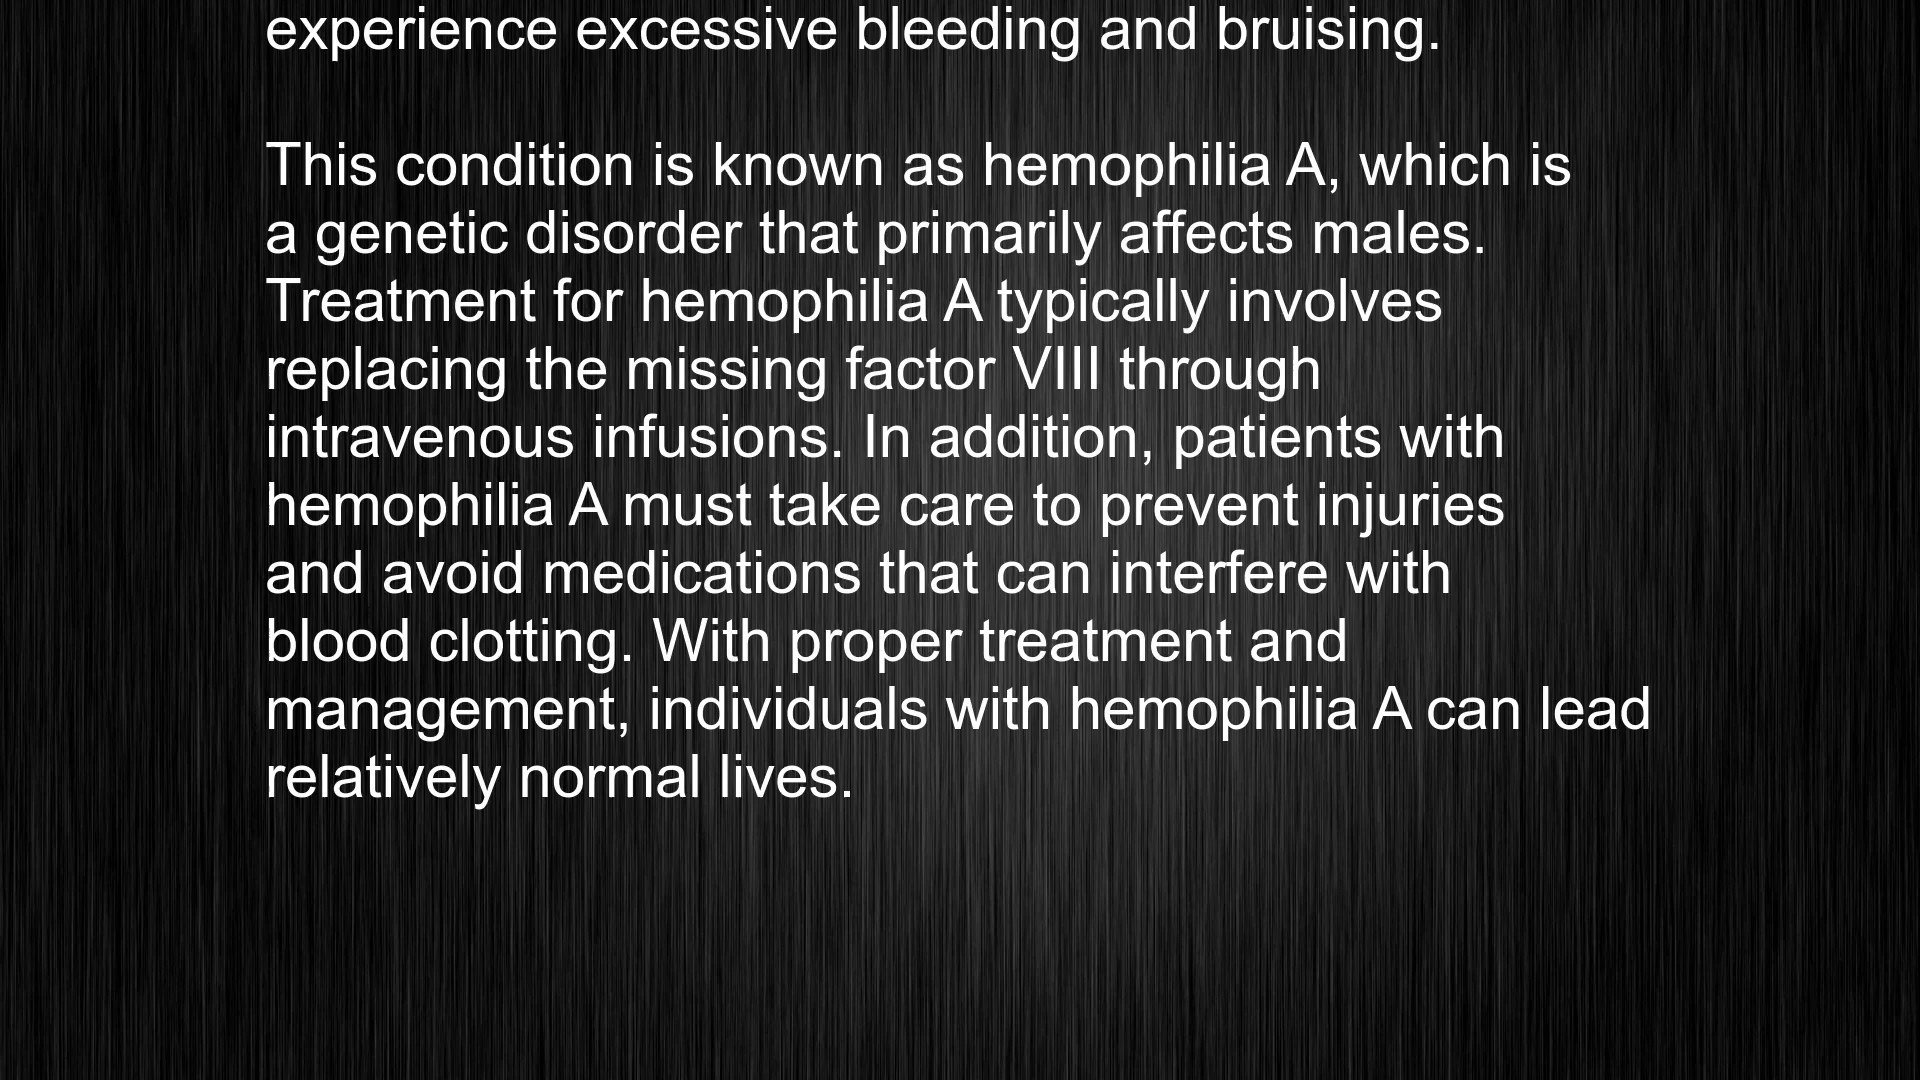 experience excessive bleeding and bruising.
This condition is known as hemophilia A, which is
a genetic disorder that primarily affects males.
Treatment for hemophilia A typically involves
replacing the missing factor VIII through
intravenous infusions. In addition, patients with
hemophilia A must take care to prevent injuries
and avoid medications that can interfere with
blood clotting. With proper treatment and
management, individuals with hemophilia A can lead
relatively normal lives.